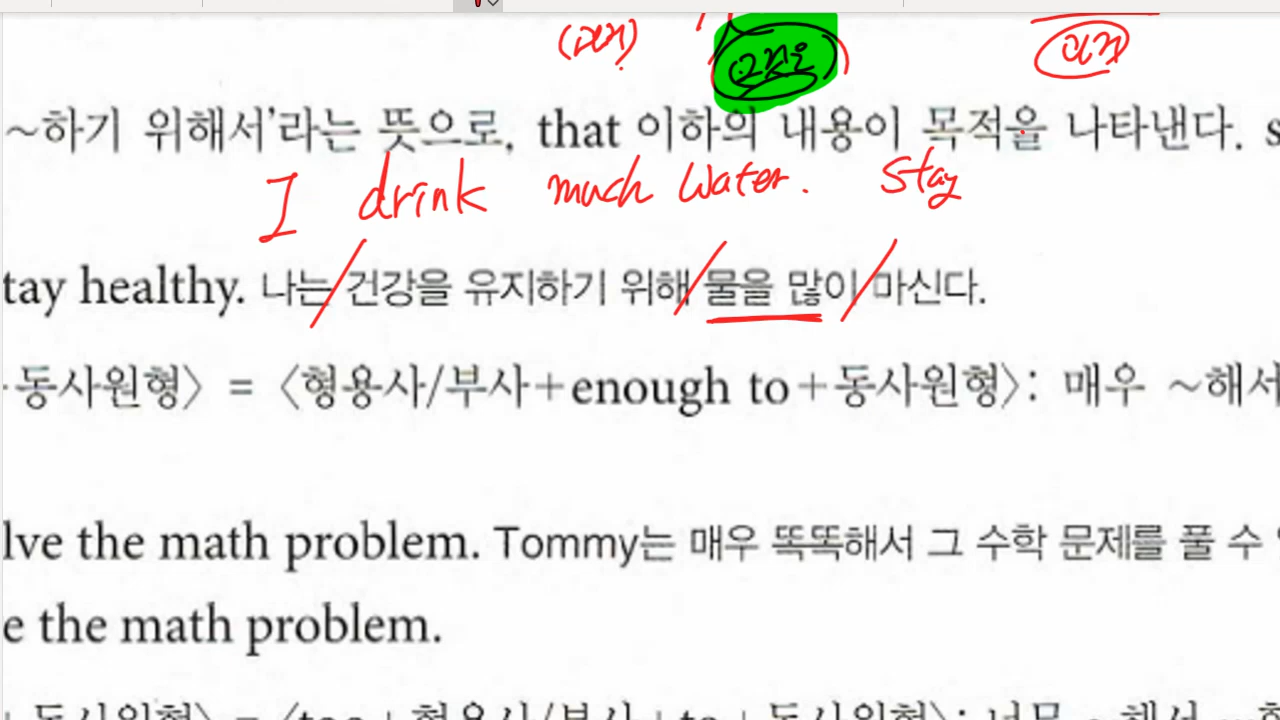 ~하기 위해서'라는 뜻으로, that 이하의 내용이 목적을 나타낸다. s
I drink much water. stay
tay healthy. 나는 건강을 유지하기 위해 물을 많이 마신다.
동사원형> = <형용사/부사+enough to+동사원형>: 매우 ~해서
lve the math problem. Tommy는 매우 똑똑해서 그 수학 문제를 풀 수
e the math problem.